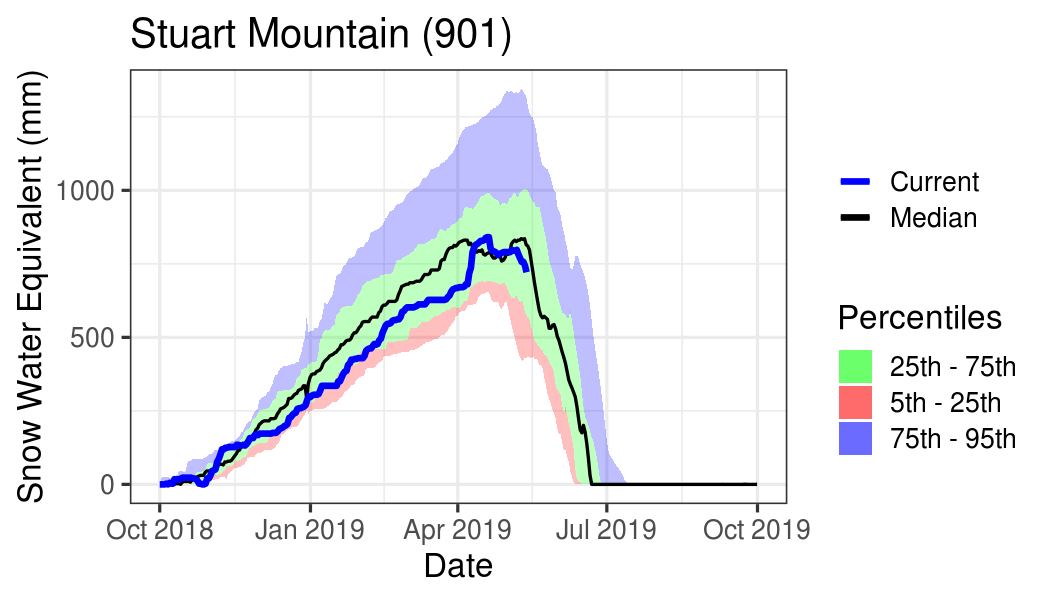 Stuart Mountain (901)
Snow Water Equivalent (mm)
1000
500
0
Oct 2018 Jan 2019 Apr 2019 Jul 2019 Oct 2019
Date
Current
Median
Percentiles
25th - 75th
5th - 25th
75th - 95th